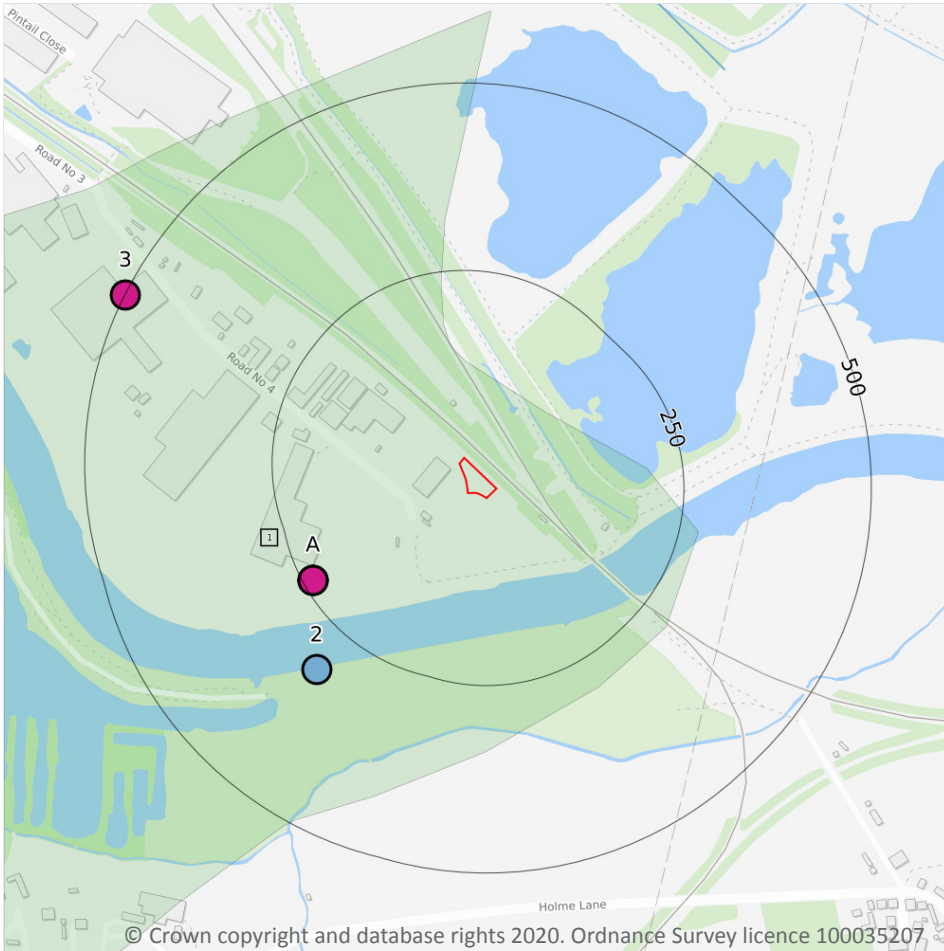 Pintail Close
Road No 3
3
500
Road No 4
250
1
A
2
Holme Lane
© Crown copyright and database rights 2020. Ordnance Survey licence 100035207